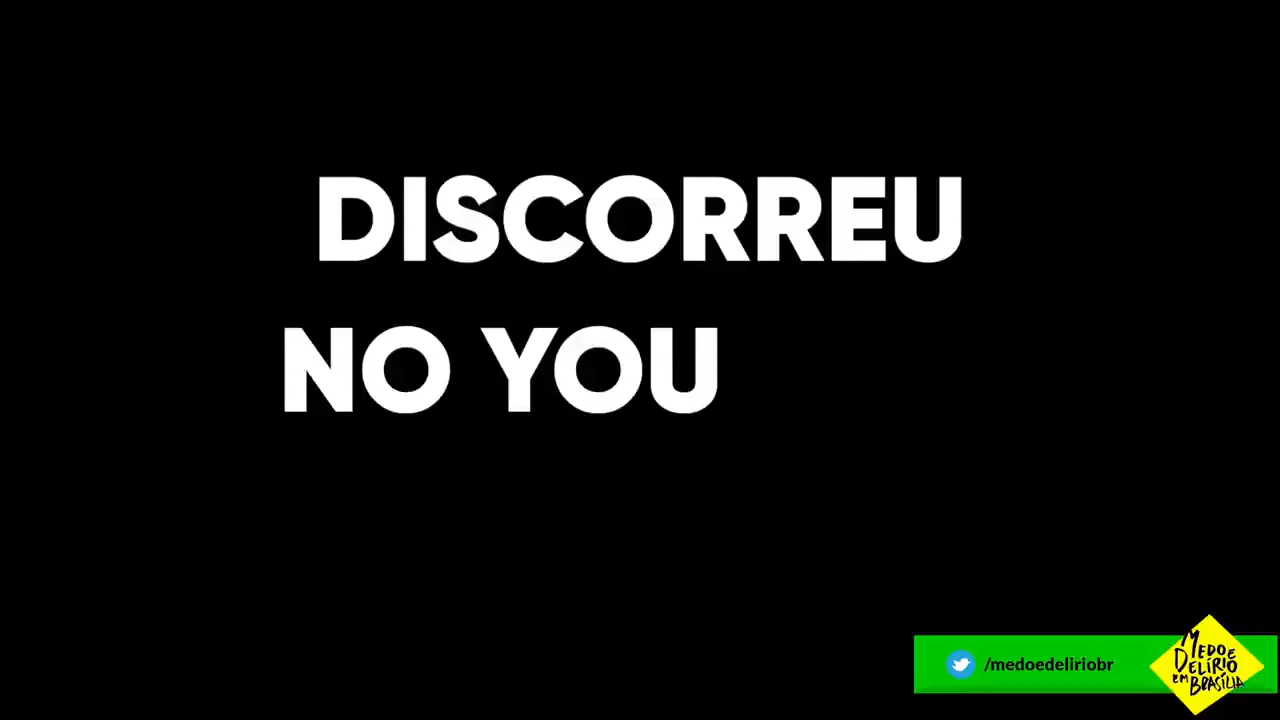 DISCORREU
NO YOU
/medoedeliriobr
MEDO E
DELÍRIO
EM BRASÍLIA